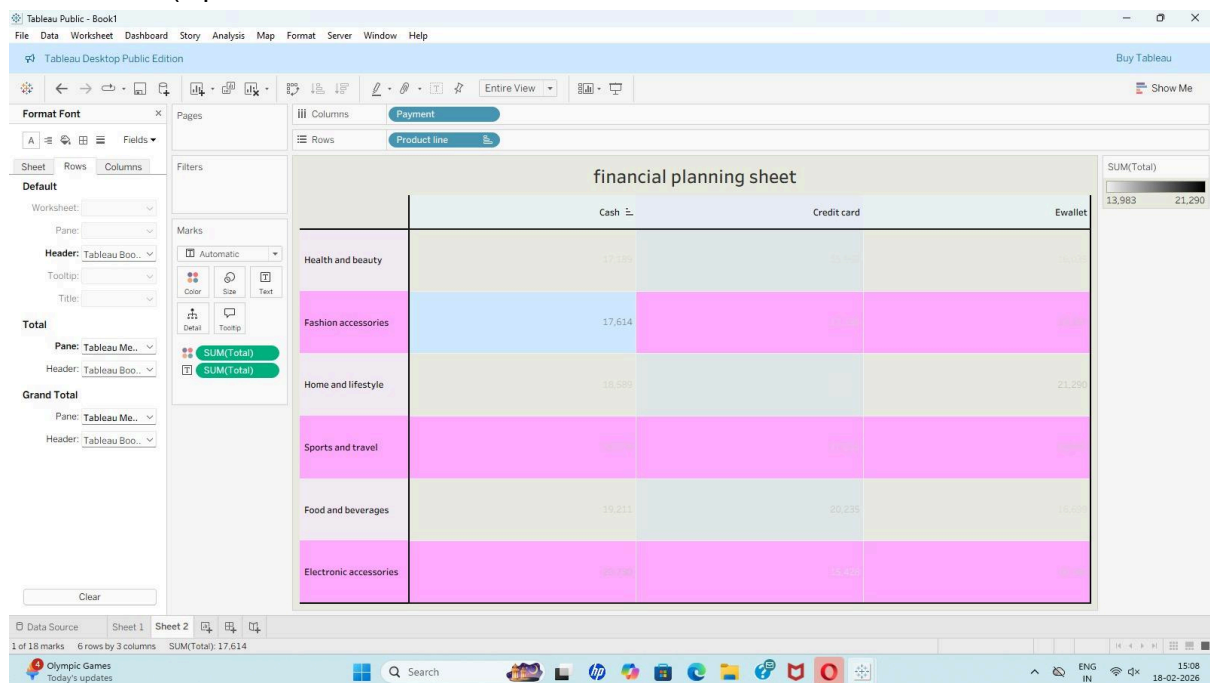 Tableau Public - Book1
File Data Worksheet Dashboard Story Analysis Map Format Server Window Help
Tableau Desktop Public Edition Buy Tableau
Entire View Show Me
Format Font
Fields
Sheet Rows Columns
Default
Worksheet:
Pane:
Header: Tableau Boo..
Tooltip:
Title:
Total
Pane: Tableau Me..
Header: Tableau Boo..
Grand Total
Pane: Tableau Me..
Header: Tableau Boo..
Clear
Pages
Filters
Marks
Automatic
Color Size Text
Detail Tooltip
SUM(Total)
SUM(Total)
Columns Payment
Rows Product line
financial planning sheet
Cash Credit card Ewallet
Health and beauty
Fashion accessories 17,614
Home and lifestyle 18,589 21,290
Sports and travel
Food and beverages 19,211 20,235
Electronic accessories
SUM(Total)
13,983 21,290
Data Source Sheet 1 Sheet 2
1 of 18 marks 6 rows by 3 columns SUM(Total): 17,614
4
Olympic Games
Today's updates
Search
hp
ENG
IN
15:08
18-02-2026